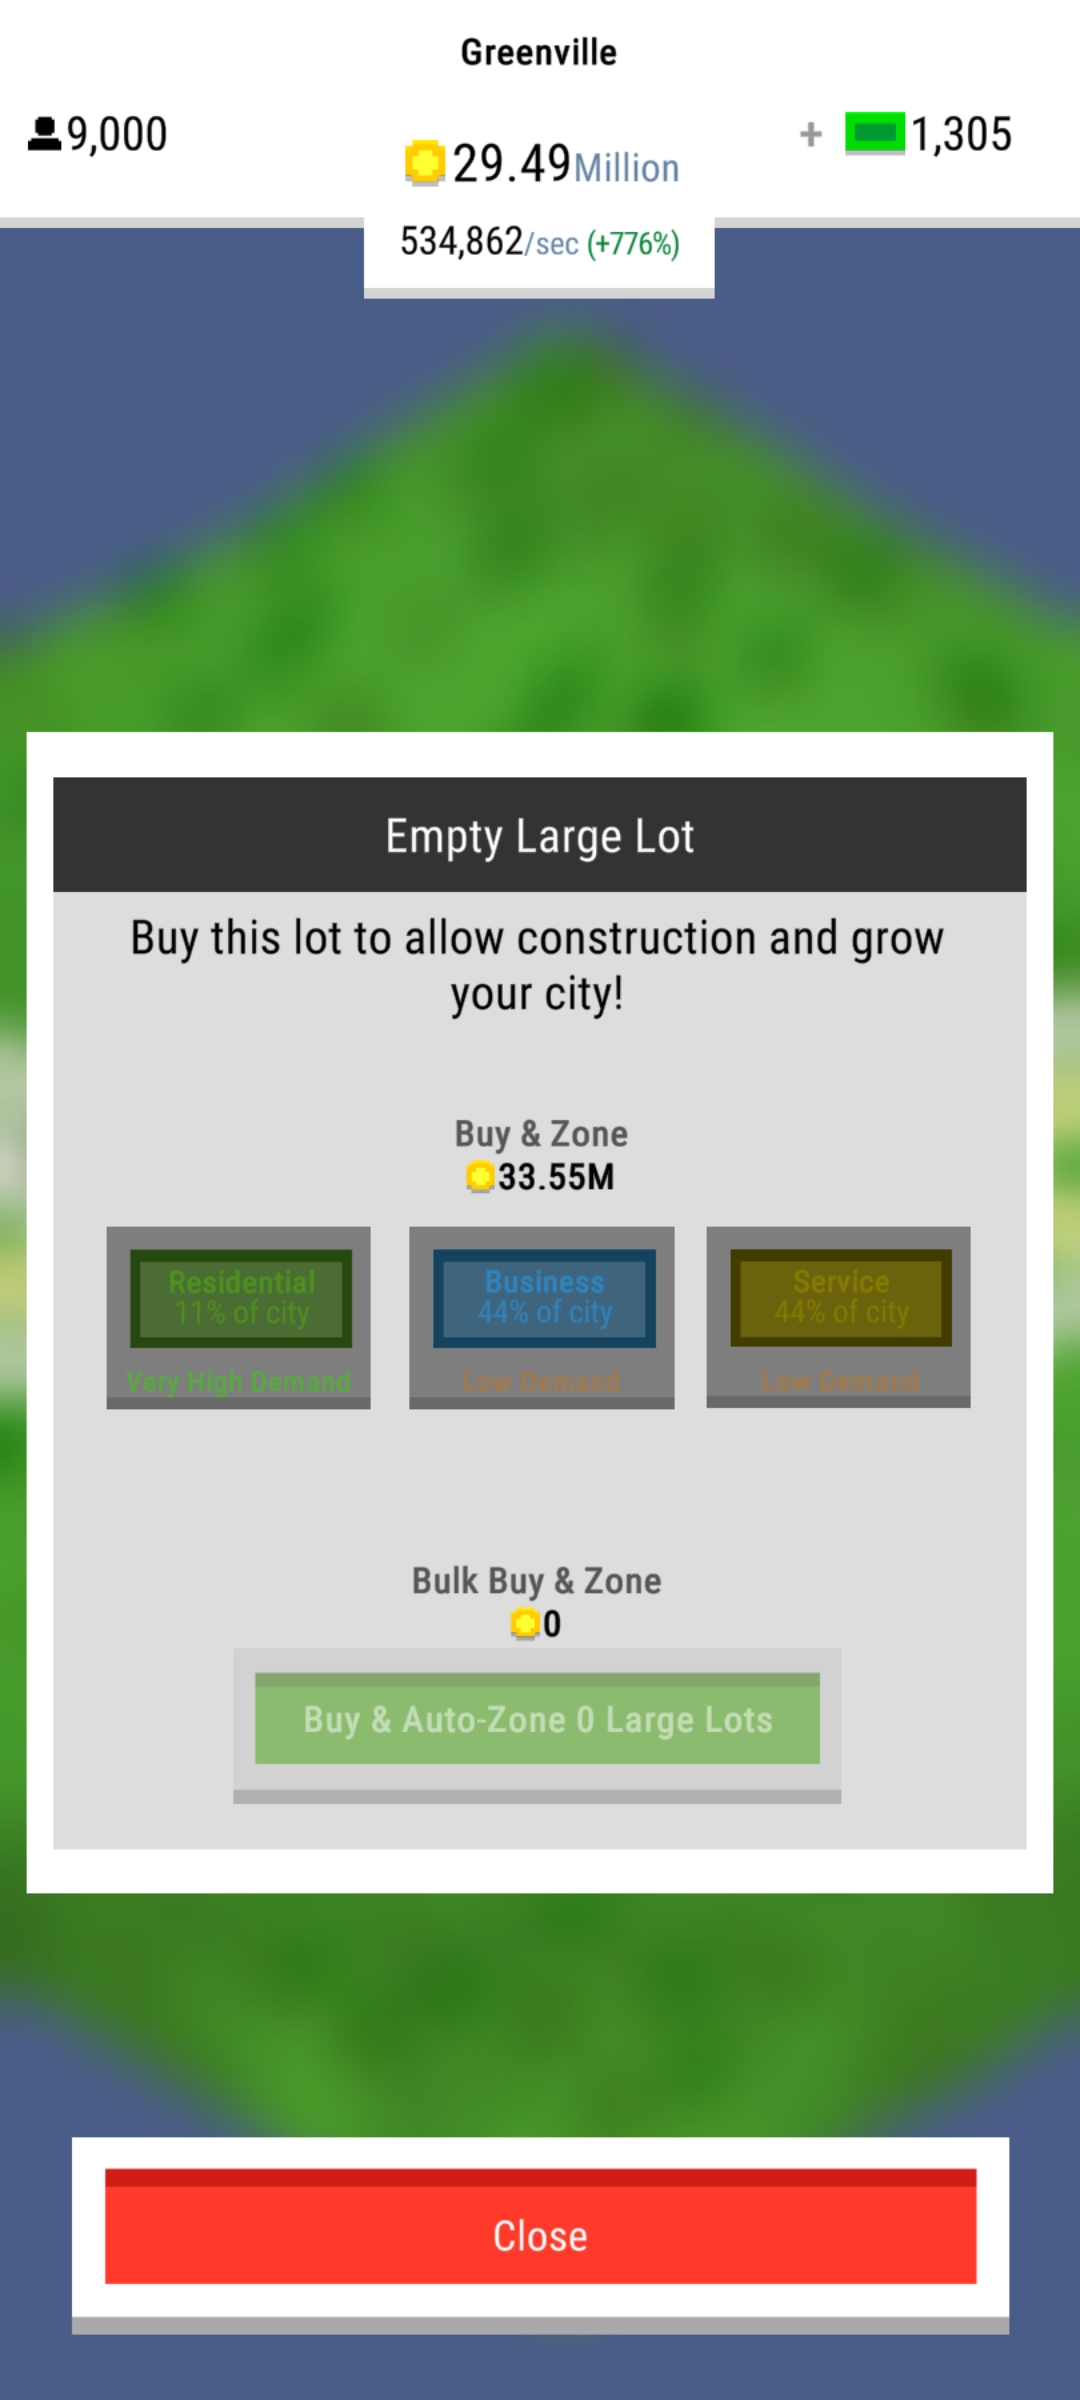 Greenville
9,000
29.49Million
+ 1,305
534,862/sec (+776%)
Empty Large Lot
Buy this lot to allow construction and grow
your city!
Buy & Zone
33.55M
Residential
11% of city
Very High Demand
Business
44% of city
Low Demand
Service
44% of city
Low Demand
Bulk Buy & Zone
0
Buy & Auto-Zone 0 Large Lots
Close